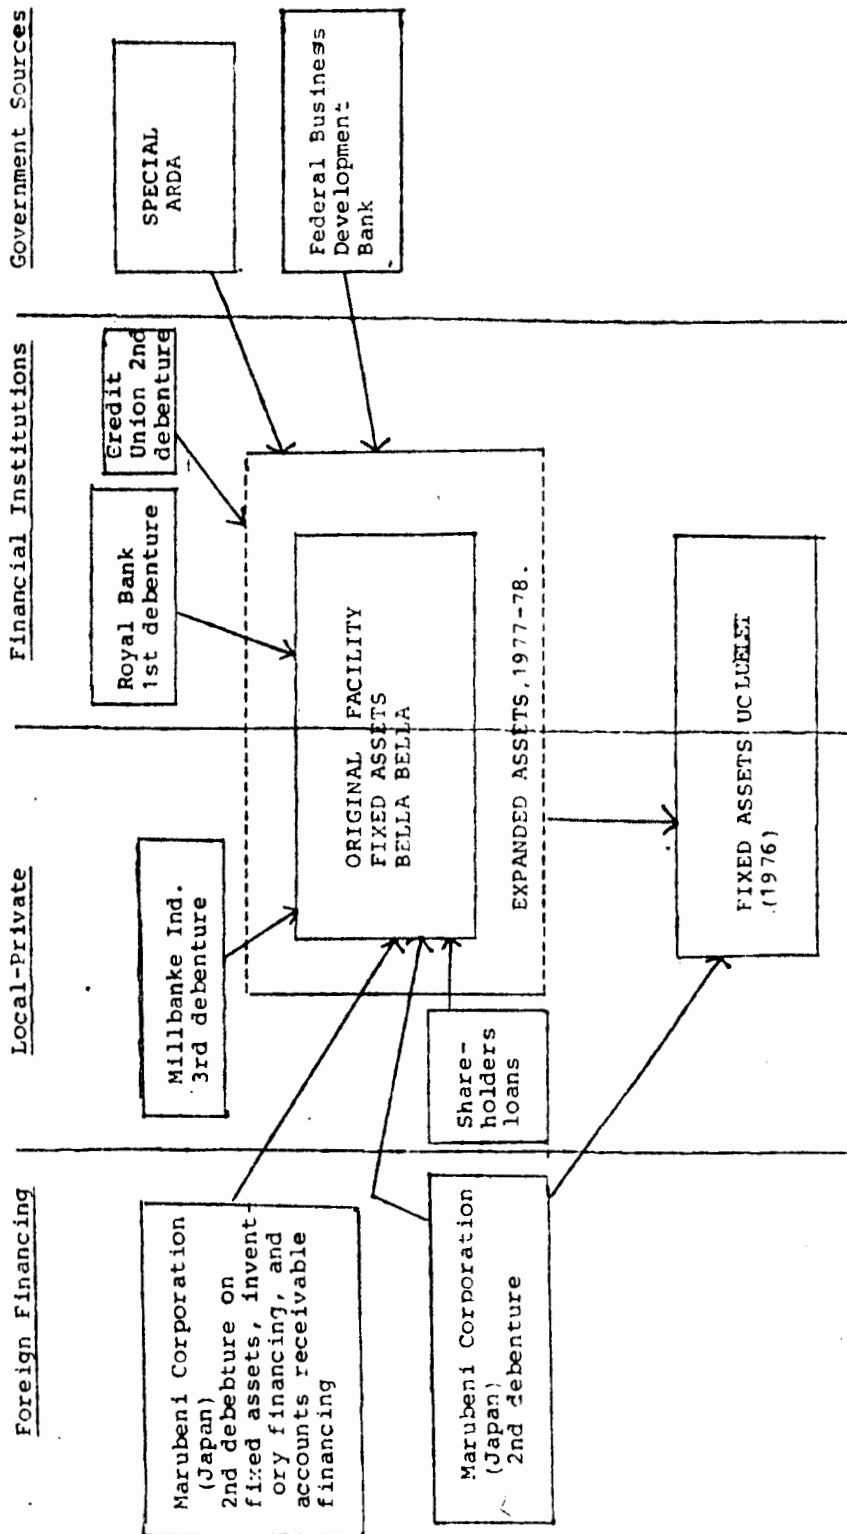 Foreign Financing
Local-Private
Financial Institutions
Government Sources
Marubeni Corporation
(Japan)
2nd debebture on
fixed assets, invent-
ory financing, and
accounts receivable
financing
Marubeni Corporation
(Japan)
2nd debenture
Millbanke Ind.
3rd debenture
Share-
holders
loans
Royal Bank
1st debenture
Credit
Union 2nd
debenture
ORIGINAL FACILITY
FIXED ASSETS
BELLA BELLA
EXPANDED ASSETS, 1977-78.
FIXED ASSETS UCLUELET
(1976)
SPECIAL
ARDA
Federal Business
Development
Bank